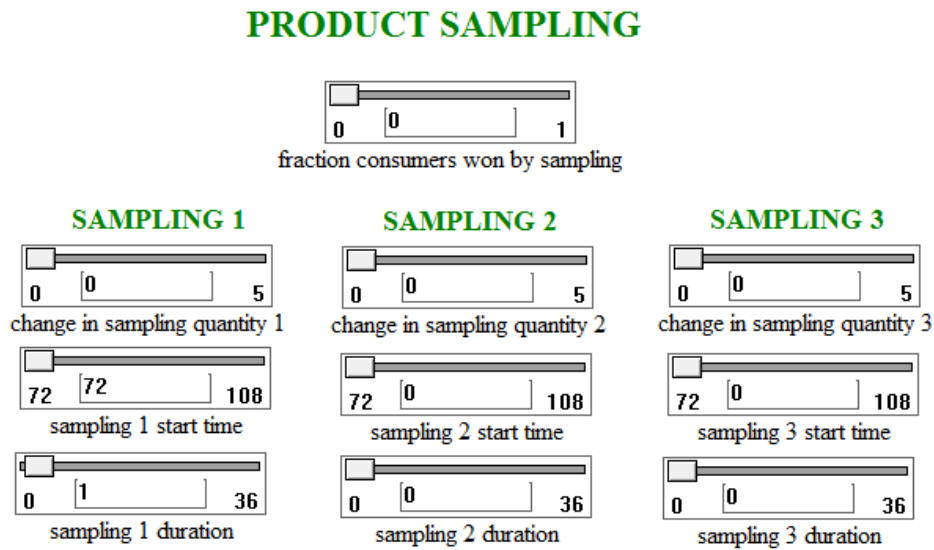 PRODUCT SAMPLING
0 0 1
fraction consumers won by sampling
SAMPLING 1 SAMPLING 2 SAMPLING 3
0 0 5 0 0 5 0 0 5
change in sampling quantity 1 change in sampling quantity 2 change in sampling quantity 3
72 72 108 72 0 108 72 0 108
sampling 1 start time sampling 2 start time sampling 3 start time
0 1 36 0 0 36 0 0 36
sampling 1 duration sampling 2 duration sampling 3 duration